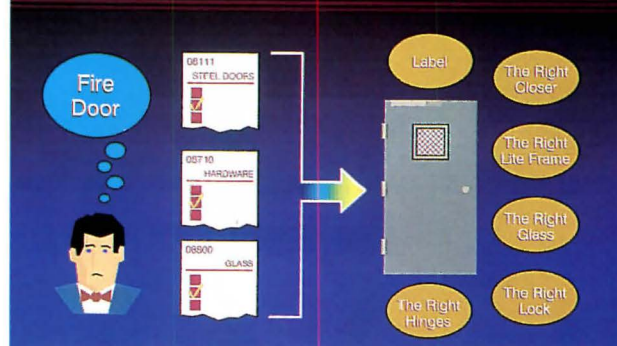 Fire
Door
08111
STEEL DOORS
08710
HARDWARE
08800
GLASS
Label
The Right
Closer
The Right
Lite Frame
The Right
Glass
The Right
Lock
The Right
Hinges